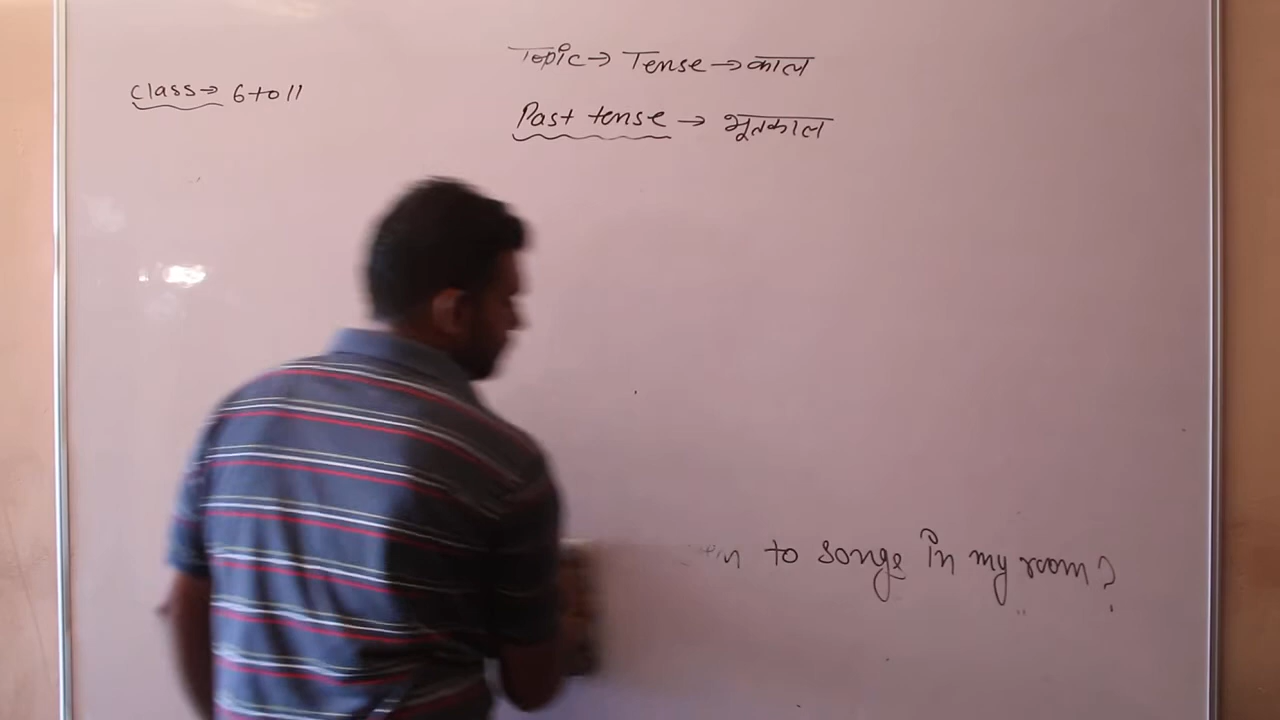 Topic → Tense → काल
Class → 6 to 11
Past tense → भूतकाल
to songs in my room?